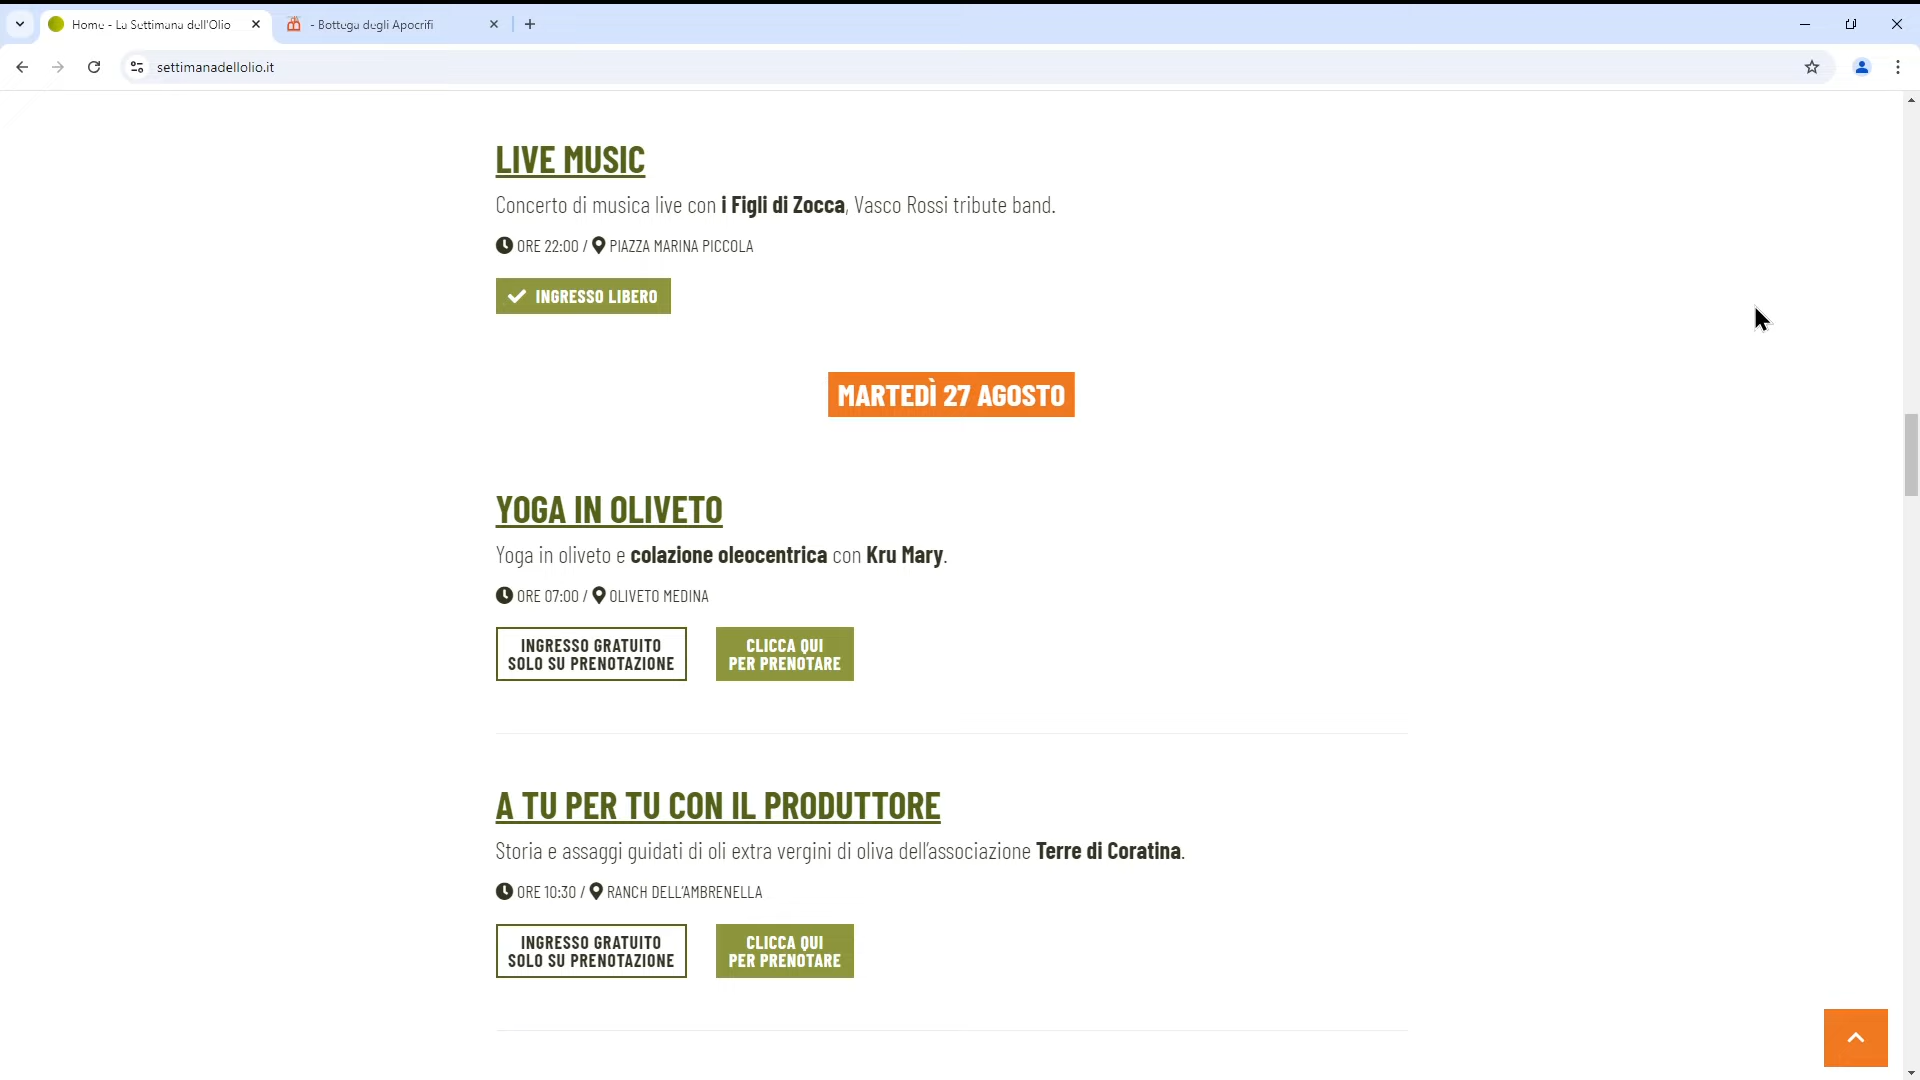 Home - La Settimana dell'Olio
- Bottega degli Apocrifi
settimanadellolio.it
LIVE MUSIC
Concerto di musica live con i Figli di Zocca, Vasco Rossi tribute band.
ORE 22:00 / PIAZZA MARINA PICCOLA
INGRESSO LIBERO
MARTEDÌ 27 AGOSTO
YOGA IN OLIVETO
Yoga in oliveto e colazione oleocentrica con Kru Mary.
ORE 07:00 / OLIVETO MEDINA
INGRESSO GRATUITO
SOLO SU PRENOTAZIONE
CLICCA QUI
PER PRENOTARE
A TU PER TU CON IL PRODUTTORE
Storia e assaggi guidati di oli extra vergini di oliva dell'associazione Terre di Coratina.
ORE 10:30 / RANCH DELL'AMBRENELLA
INGRESSO GRATUITO
SOLO SU PRENOTAZIONE
CLICCA QUI
PER PRENOTARE